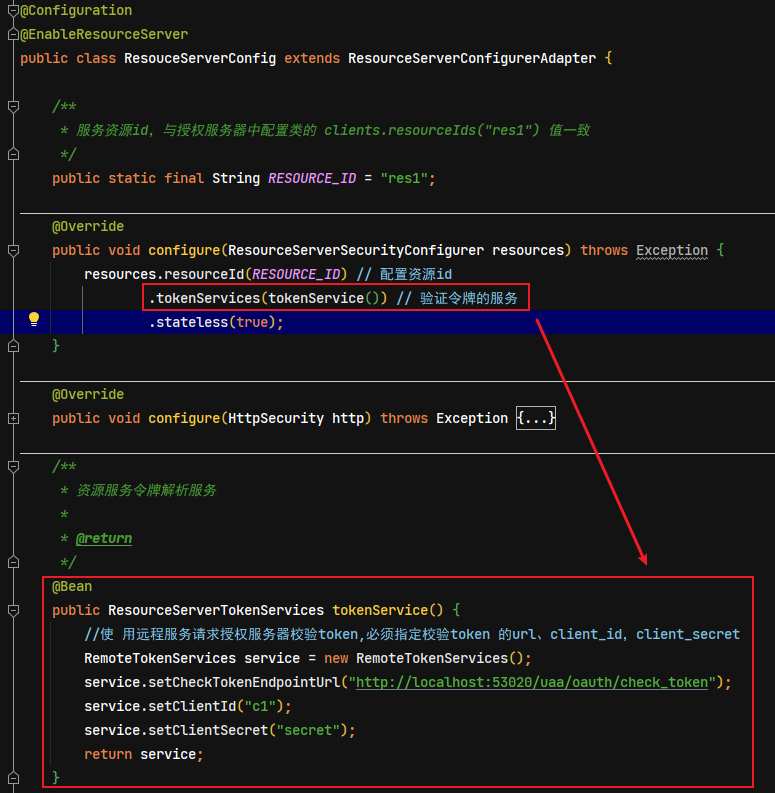 @Configuration
@EnableResourceServer
public class ResouceServerConfig extends ResourceServerConfigurerAdapter {
/**
* 服务资源id，与授权服务器中配置类的 clients.resourceIds("res1") 值一致
*/
public static final String RESOURCE_ID = "res1";
@Override
public void configure(ResourceServerSecurityConfigurer resources) throws Exception {
resources.resourceId(RESOURCE_ID) // 配置资源id
.tokenServices(tokenService()) // 验证令牌的服务
.stateless(true);
}
@Override
public void configure(HttpSecurity http) throws Exception {...}
/**
* 资源服务令牌解析服务
*
* @return
*/
@Bean
public ResourceServerTokenServices tokenService() {
//使 用远程服务请求授权服务器校验token,必须指定校验token 的url、client_id，client_secret
RemoteTokenServices service = new RemoteTokenServices();
service.setCheckTokenEndpointUrl("http://localhost:53020/uaa/oauth/check_token");
service.setClientId("c1");
service.setClientSecret("secret");
return service;
}